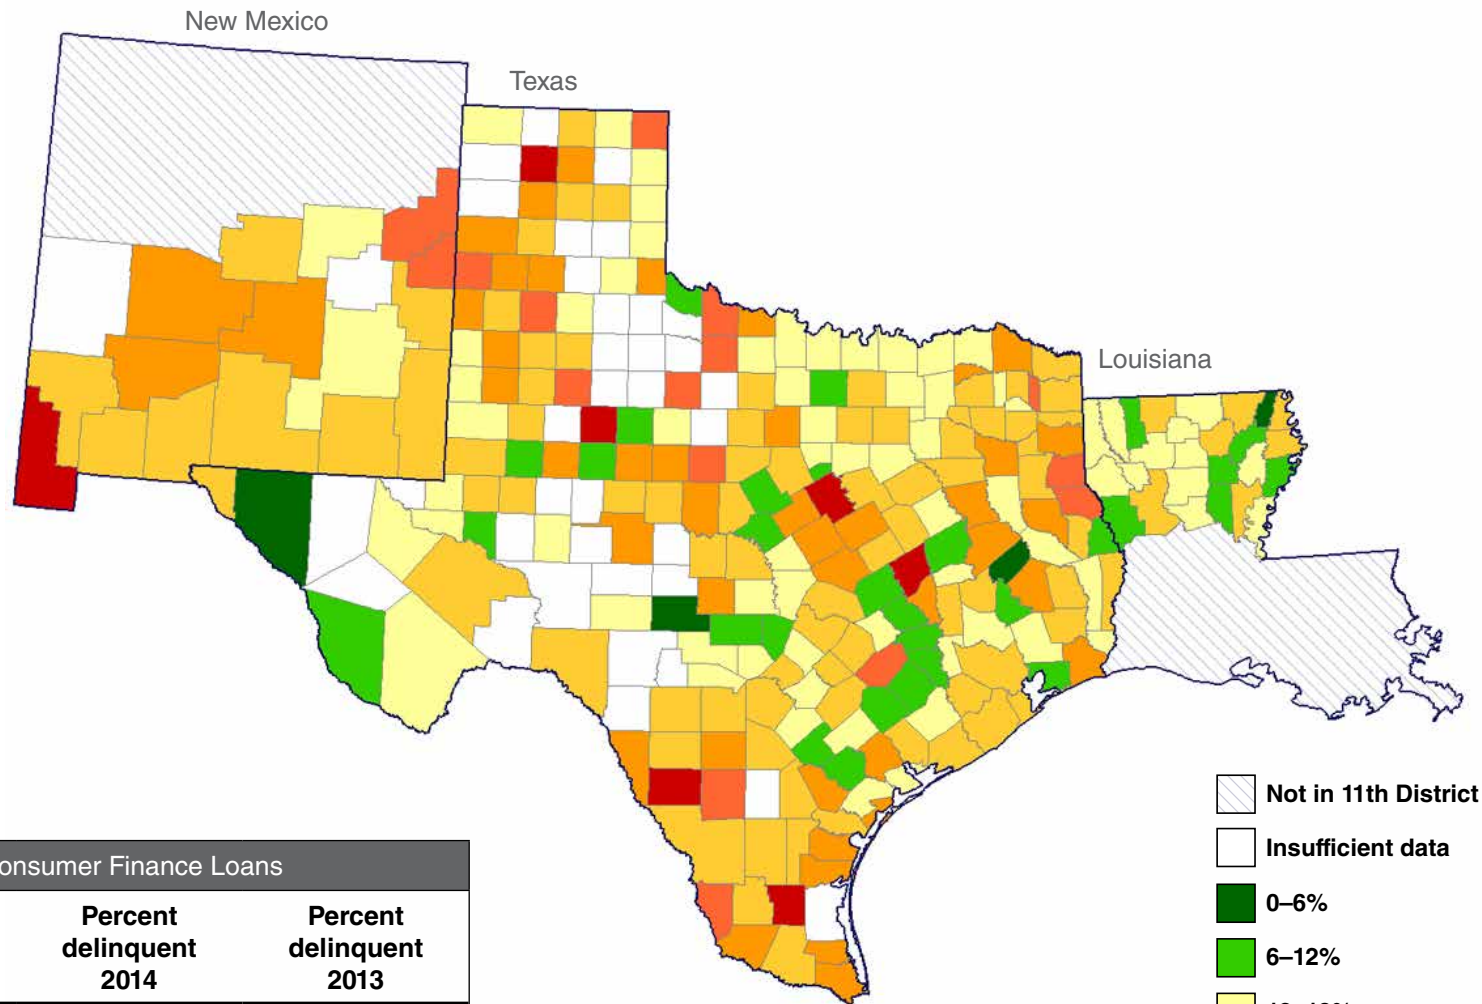 New Mexico
Texas
Louisiana
Not in 11th District
Insufficient data
0–6%
6–12%
onsumer Finance Loans
Percent delinquent 2014
Percent delinquent 2013